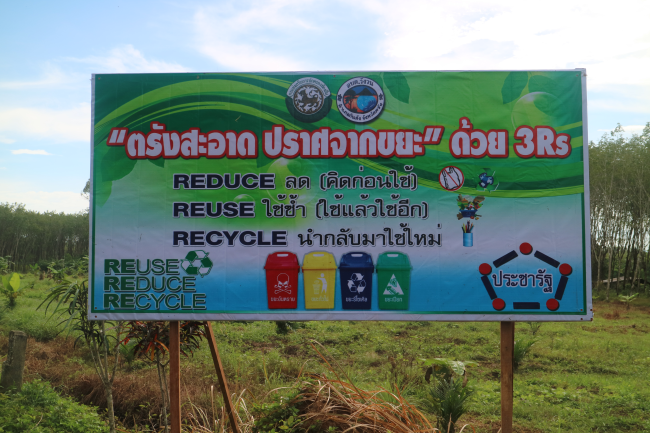 "ตรังสะอาด ปราศจากขยะ" ด้วย 3Rs
REDUCE ลด (คิดก่อนใช้)
REUSE ใช้ซ้ำ (ใช้แล้วใช้อีก)
RECYCLE นำกลับมาใช้ใหม่
REUSE
REDUCE
RECYCLE
ประชารัฐ